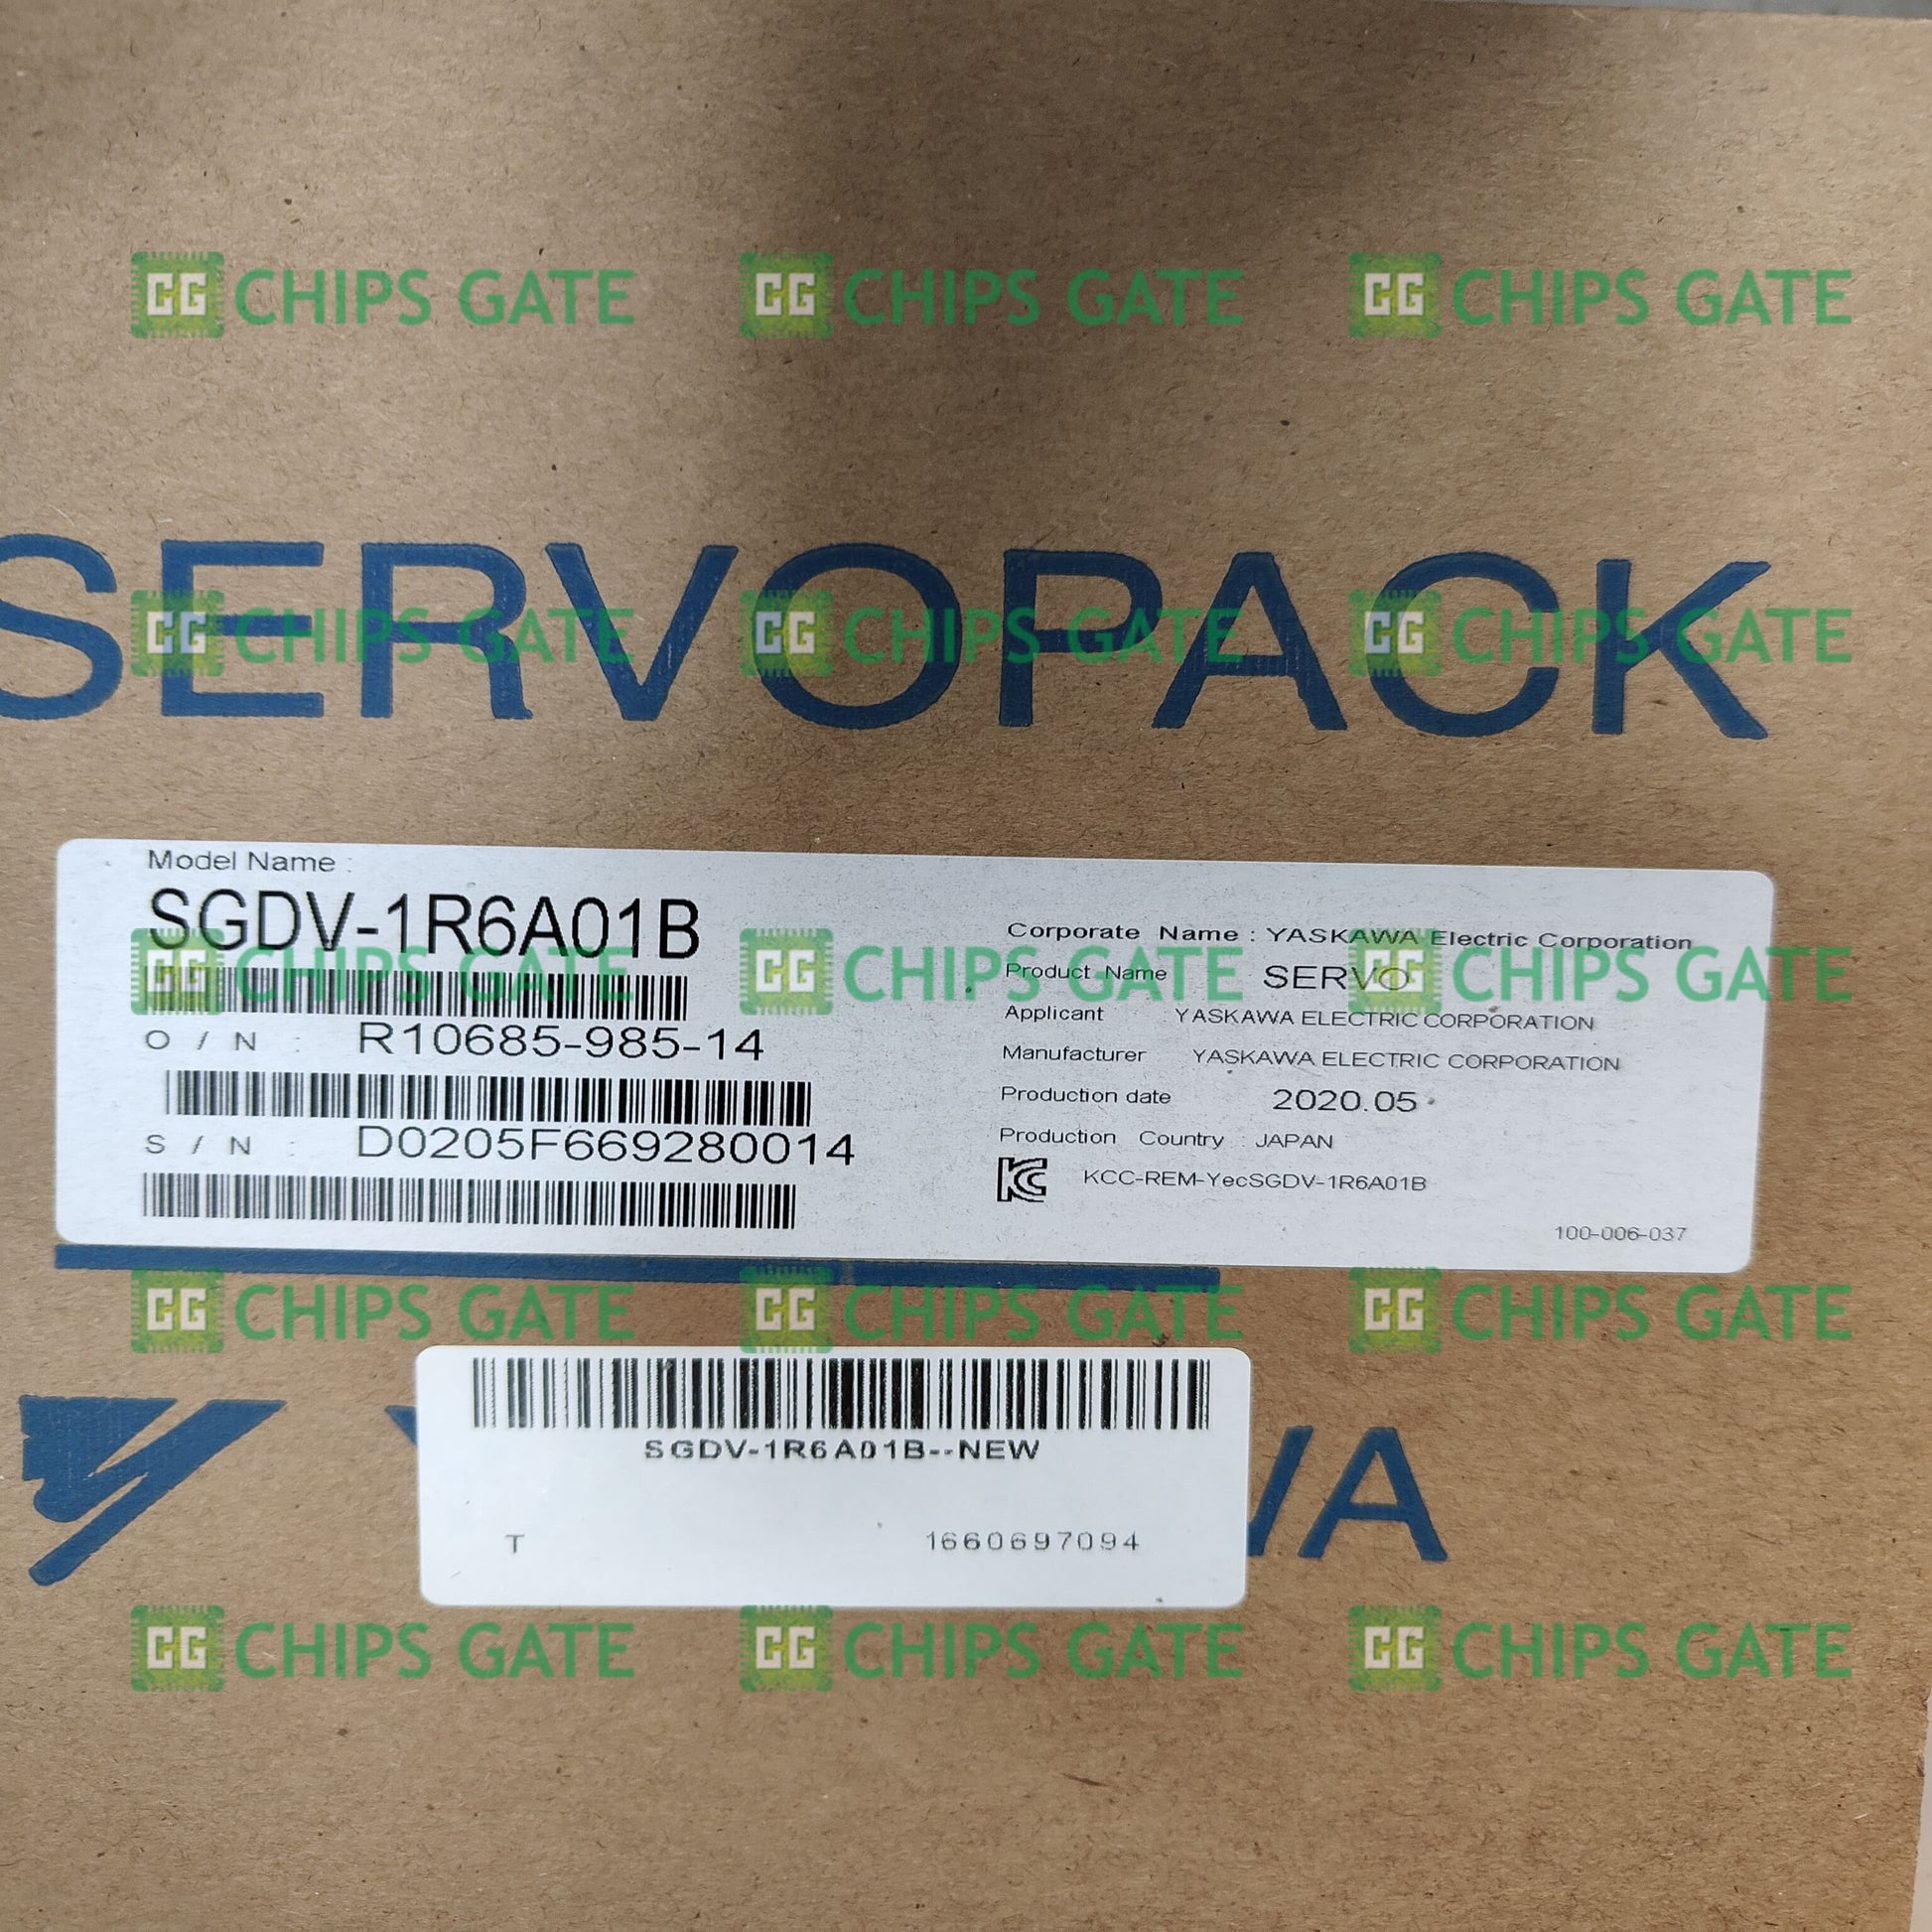 CG CHIPS GATE CG CHIPS GATE CG CHIPS GATE
SERVOPACK
CG CHIPS GATE CG CHIPS GATE CG CHIPS GATE
Model Name :
SGDV-1R6A01B
O / N : R10685-985-14
S / N : D0205F669280014
Corporate Name : YASKAWA Electric Corporation
Product Name SERVO
Applicant YASKAWA ELECTRIC CORPORATION
Manufacturer YASKAWA ELECTRIC CORPORATION
Production date 2020.05
Production Country : JAPAN
KCC-REM-YecSGDV-1R6A01B
100-006-037
CG CHIPS GATE CG CHIPS GATE CG CHIPS GATE
CG CHIPS GATE CG CHIPS GATE CG CHIPS GATE
SGDV-1R6A01B--NEW
T 1660697094
CG CHIPS GATE CG CHIPS GATE CG CHIPS GATE